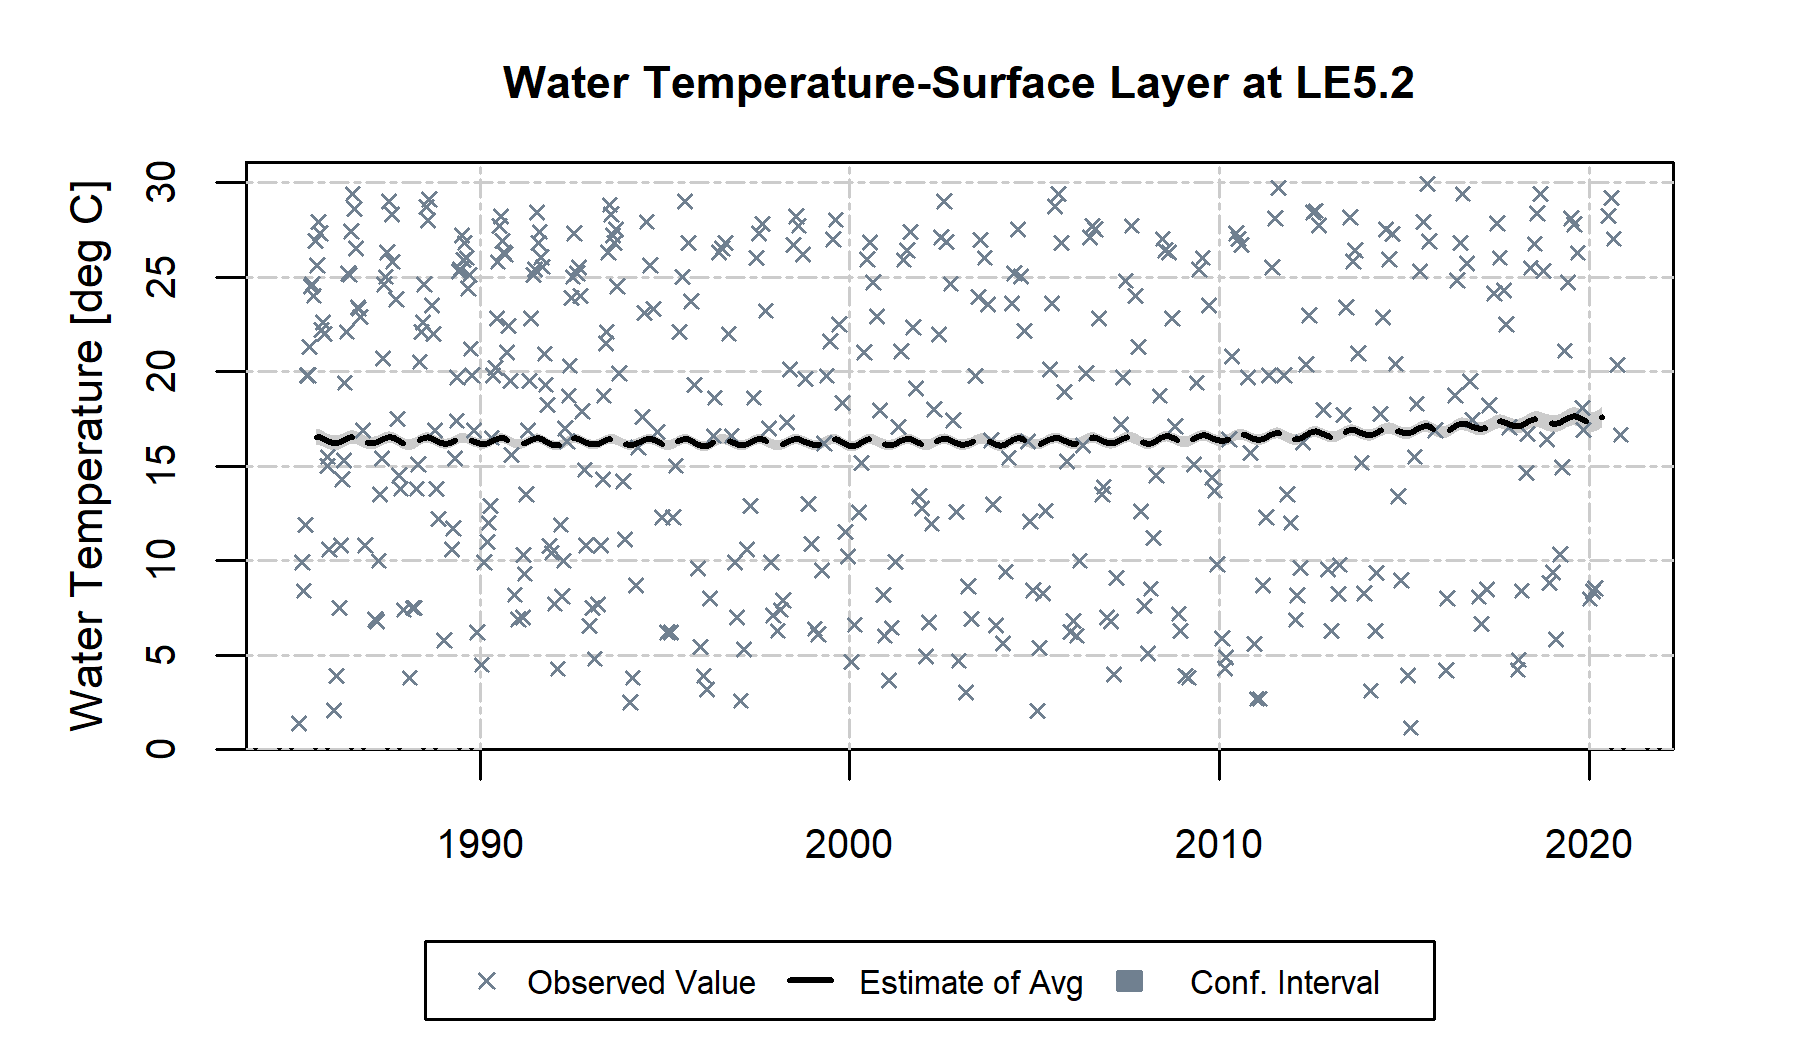 Water Temperature-Surface Layer at LE5.2
Water Temperature [deg C]
30
25
20
15
10
5
0
1990 2000 2010 2020
Observed Value Estimate of Avg Conf. Interval